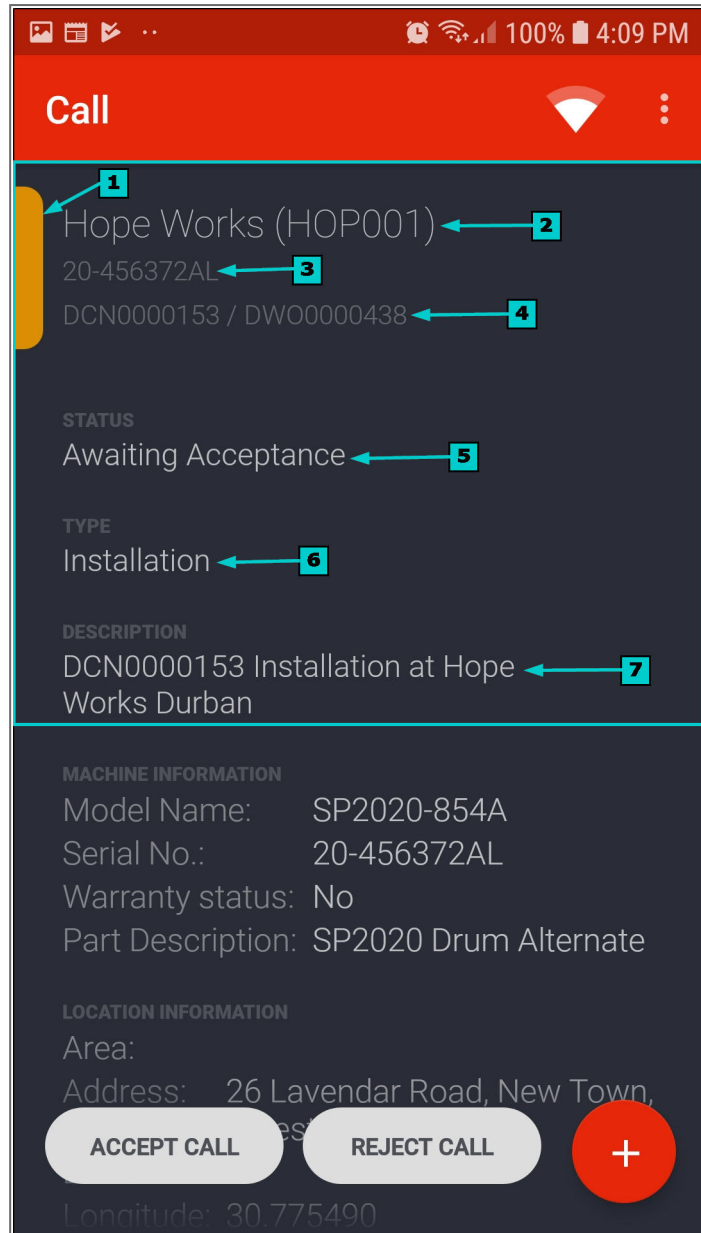 100% 4:09 PM
Call
1
Hope Works (HOP001) 2
20-456372AL 3
DCN0000153 / DWO0000438 4
STATUS
Awaiting Acceptance 5
TYPE
Installation 6
DESCRIPTION
DCN0000153 Installation at Hope 7
Works Durban
MACHINE INFORMATION
Model Name: SP2020-854A
Serial No.: 20-456372AL
Warranty status: No
Part Description: SP2020 Drum Alternate
LOCATION INFORMATION
Area:
Address: 26 Lavendar Road, New Town,
ACCEPT CALL REJECT CALL +
Longitude: 30.775490